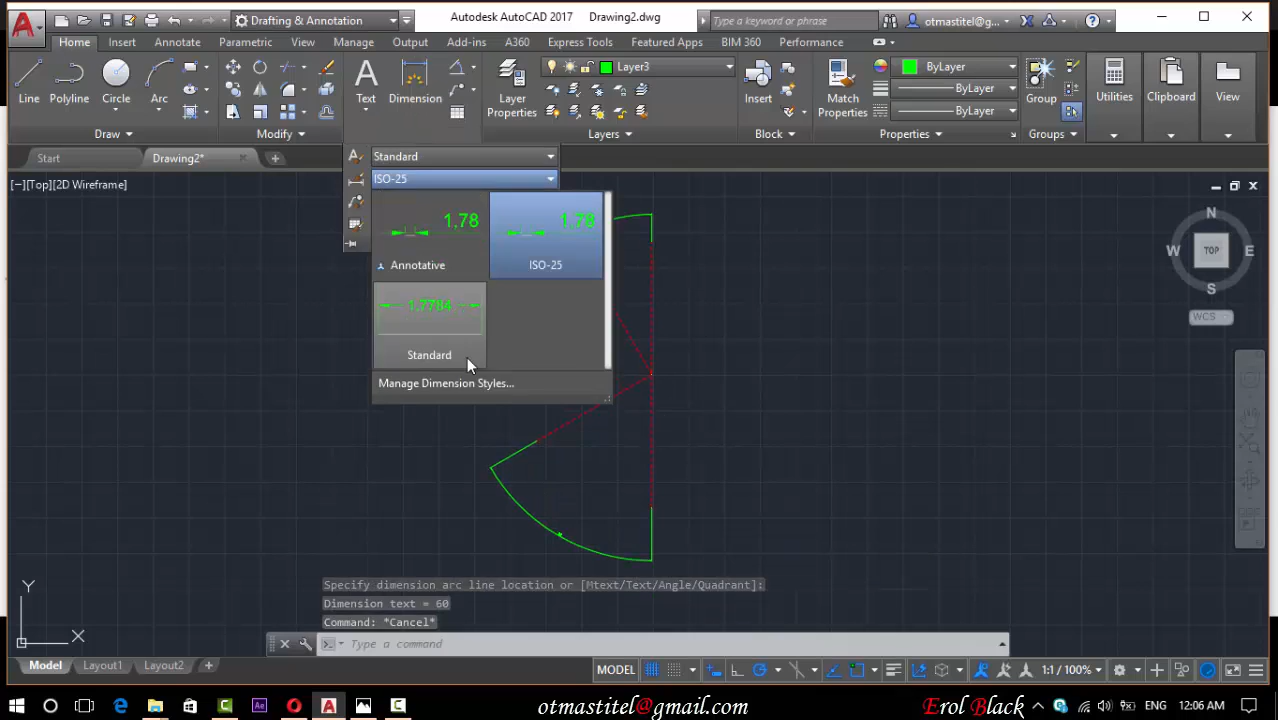 Drafting & Annotation
Autodesk AutoCAD 2017 Drawing2.dwg
Type a keyword or phrase
otmastitel@g...
Home Insert Annotate Parametric View Manage Output Add-ins A360 Express Tools Featured Apps BIM 360 Performance
Line Polyline Circle Arc
Text Dimension
Layer Properties
Layer3
Insert
Match Properties
ByLayer
ByLayer
ByLayer
Group
Utilities
Clipboard
View
Draw Modify Layers Block Properties Groups
Start Drawing2*
Standard
ISO-25
[−][Top][2D Wireframe]
1,78
Annotative
1,78
ISO-25
1.7784
Standard
Manage Dimension Styles...
N
W TOP E
S
WCS
Y
X
Specify dimension arc line location or [Mtext/Text/Angle/Quadrant]:
Dimension text = 60
Command: *Cancel*
Type a command
Model Layout1 Layout2
MODEL
1:1 / 100%
otmastitel@gmail.com
Erol Black
ENG 12:06 AM